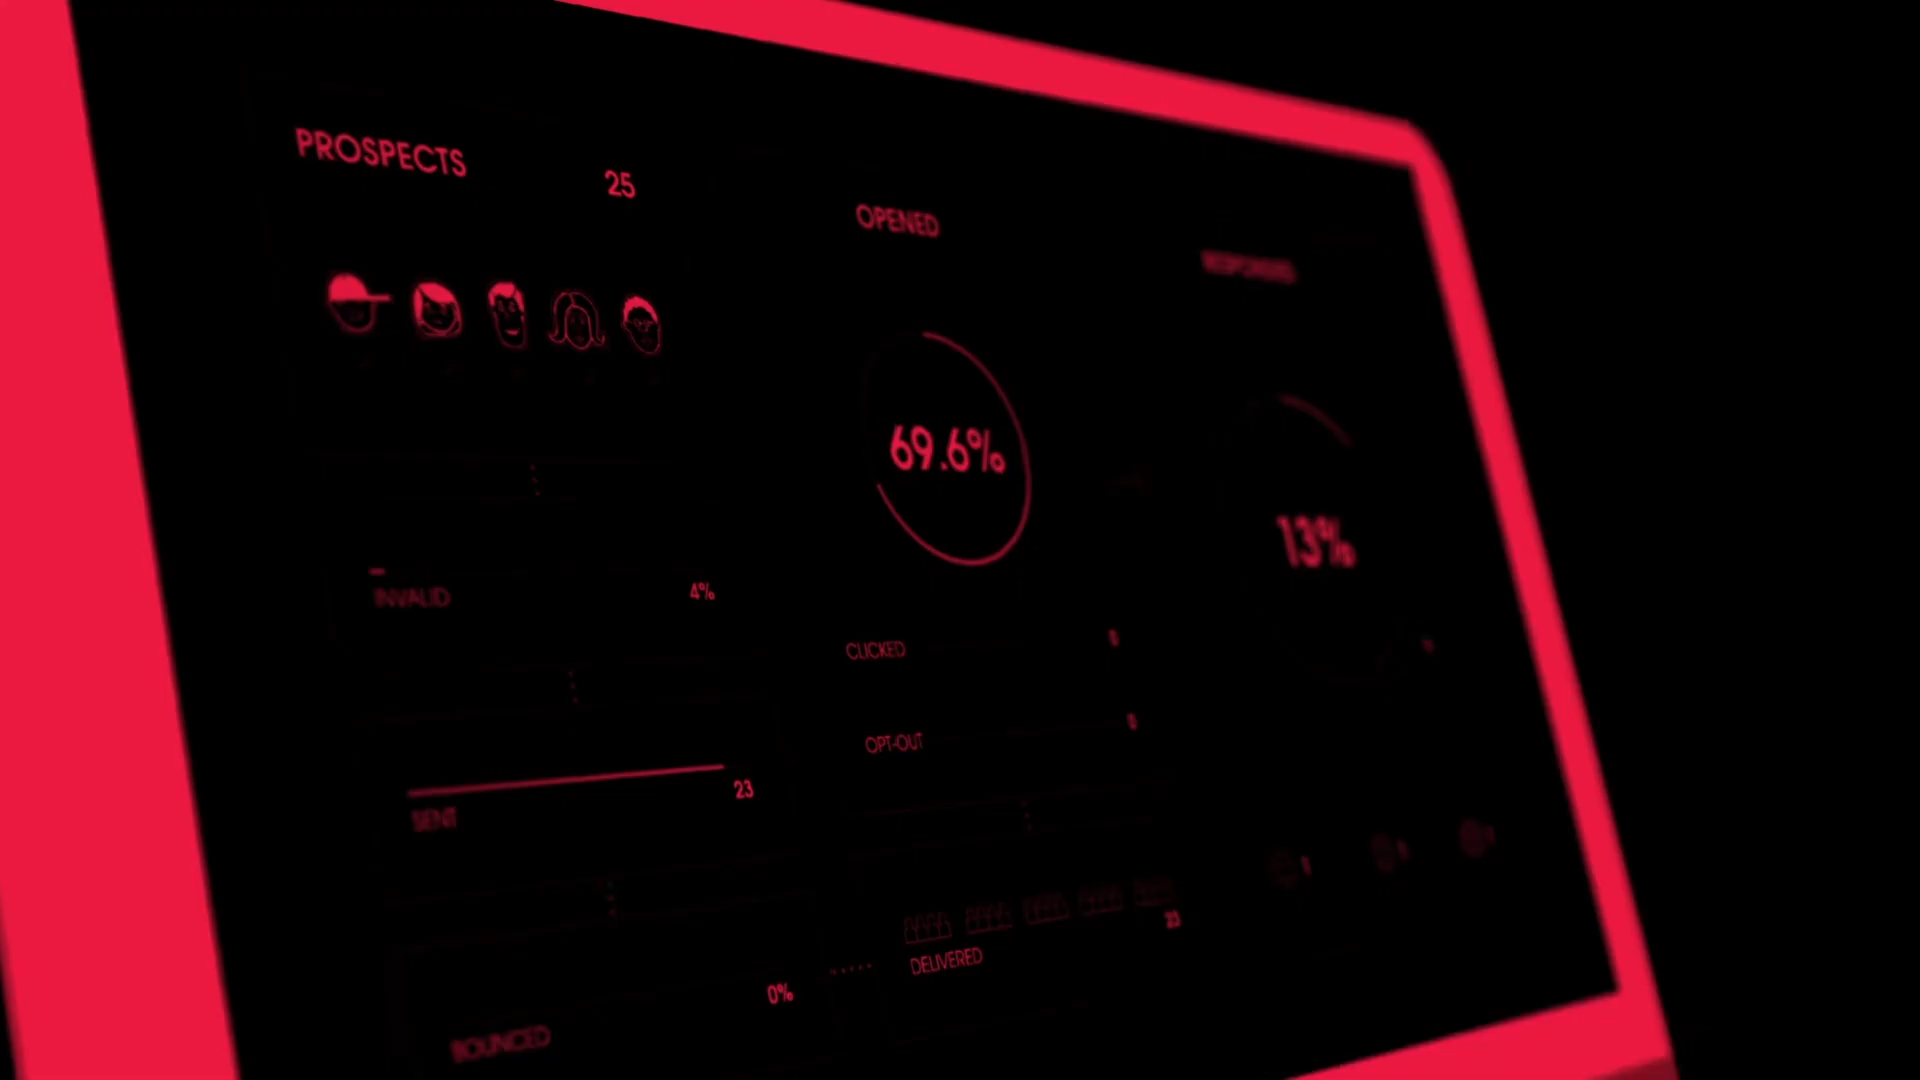 PROSPECTS
25
OPENED
69.6%
13%
INVALID
4%
CLICKED
OPT-OUT
SENT
23
DELIVERED
23
0%
BOUNCED